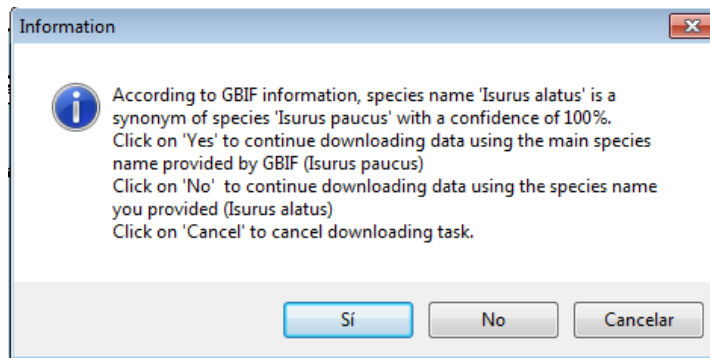 Information
According to GBIF information, species name 'Isurus alatus' is a
synonym of species 'Isurus paucus' with a confidence of 100%.
Click on 'Yes' to continue downloading data using the main species
name provided by GBIF (Isurus paucus)
Click on 'No'  to continue downloading data using the species name
you provided (Isurus alatus)
Click on 'Cancel' to cancel downloading task.
Sí
No
Cancelar